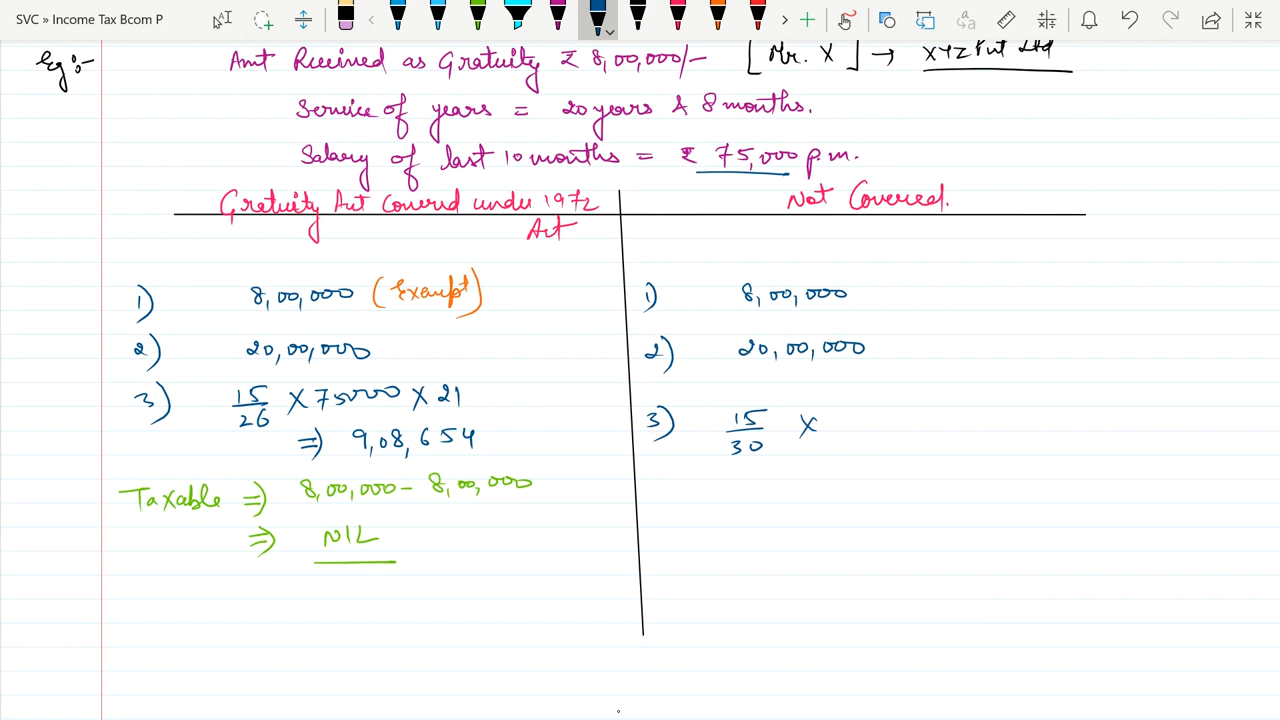 SVC » Income Tax Bcom P
Eg:- Amt Received as Gratuity ₹ 8,00,000/- [Mr. X] → XYZ Pvt Ltd
Service of years = 20 years & 8 months.
Salary of last 10 months = ₹ 75,000 p.m.
Gratuity Act Covered under 1972 Act
Not Covered.
1) 8,00,000 (Exempt)
2) 20,00,000
3) 15/26 X 75000 X 21
⇒ 9,08,654
Taxable ⇒ 8,00,000 - 8,00,000
⇒ NIL
1) 8,00,000
2) 20,00,000
3) 15/30 X